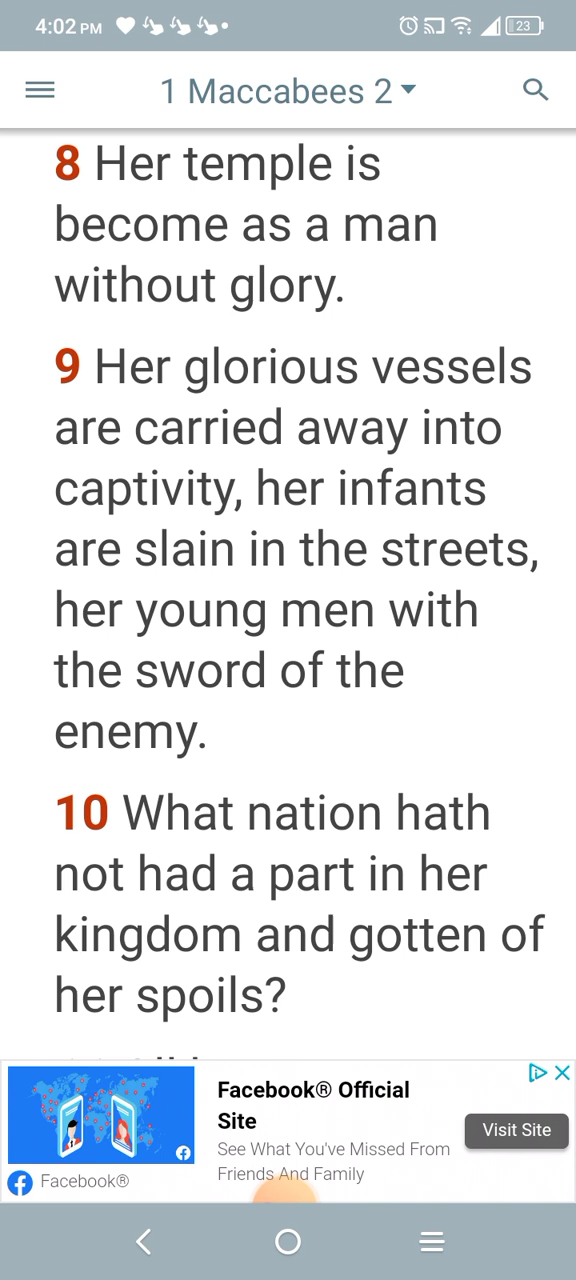 4:02 PM
23
1 Maccabees 2
8 Her temple is
become as a man
without glory.
9 Her glorious vessels
are carried away into
captivity, her infants
are slain in the streets,
her young men with
the sword of the
enemy.
10 What nation hath
not had a part in her
kingdom and gotten of
her spoils?
Facebook® Official
Site
See What You've Missed From
Friends And Family
Visit Site
Facebook®